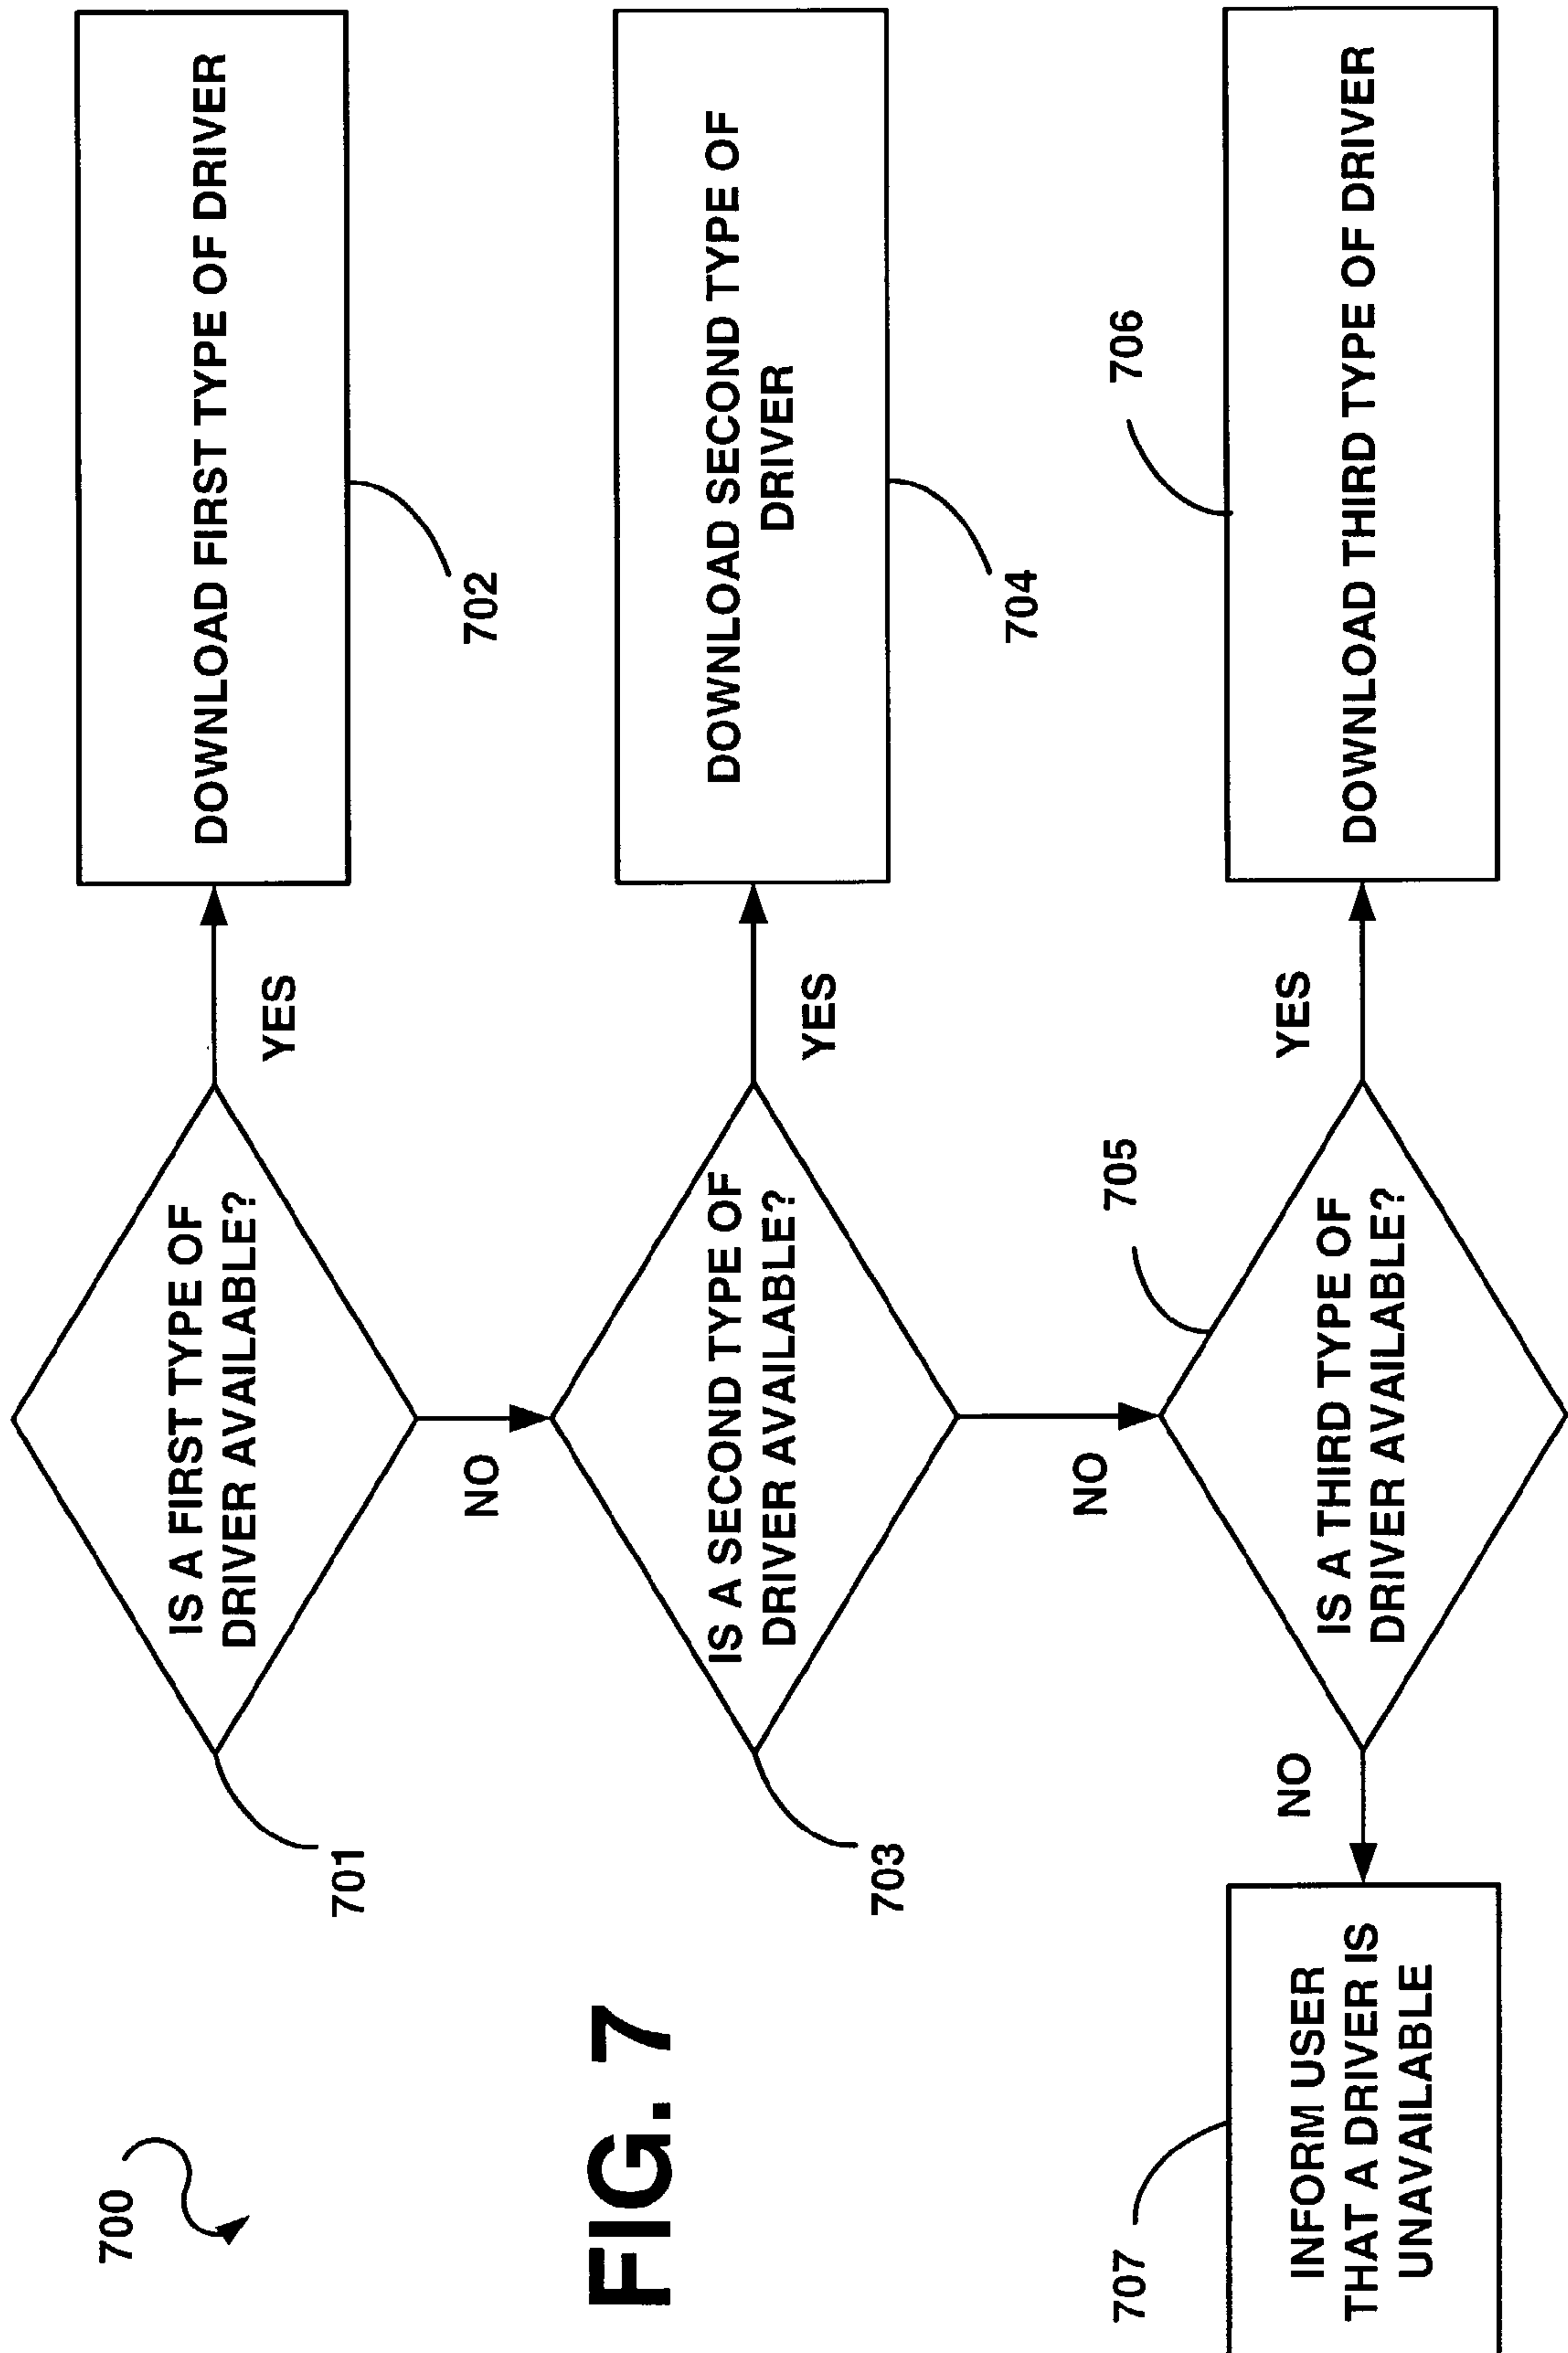 700
FIG. 7
701
IS A FIRST TYPE OF
DRIVER AVAILABLE?
YES
DOWNLOAD FIRST TYPE OF DRIVER
702
NO
703
IS A SECOND TYPE OF
DRIVER AVAILABLE?
YES
DOWNLOAD SECOND TYPE OF
DRIVER
704
NO
705
IS A THIRD TYPE OF
DRIVER AVAILABLE?
YES
706
DOWNLOAD THIRD TYPE OF DRIVER
NO
707
INFORM USER
THAT A DRIVER IS
UNAVAILABLE